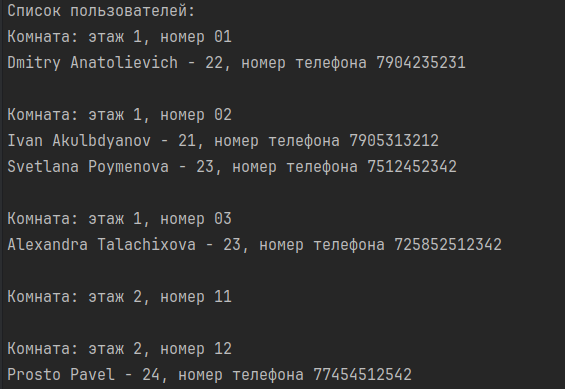 Список пользователей:
Комната: этаж 1, номер 01
Dmitry Anatolievich - 22, номер телефона 7904235231
Комната: этаж 1, номер 02
Ivan Akulbdyanov - 21, номер телефона 7905313212
Svetlana Poymenova - 23, номер телефона 7512452342
Комната: этаж 1, номер 03
Alexandra Talachixova - 23, номер телефона 725852512342
Комната: этаж 2, номер 11
Комната: этаж 2, номер 12
Prosto Pavel - 24, номер телефона 77454512542